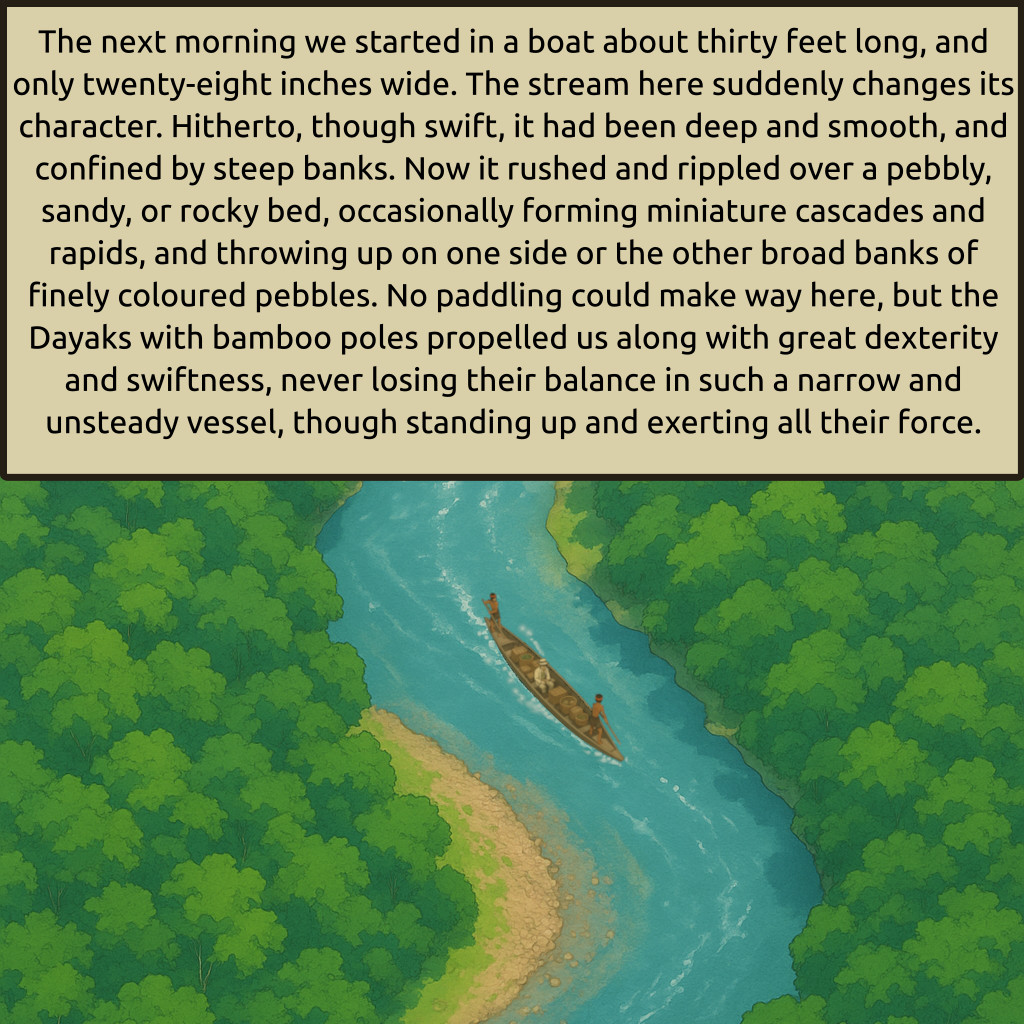 The next morning we started in a boat about thirty feet long, and
only twenty-eight inches wide. The stream here suddenly changes its
character. Hitherto, though swift, it had been deep and smooth, and
confined by steep banks. Now it rushed and rippled over a pebbly,
sandy, or rocky bed, occasionally forming miniature cascades and
rapids, and throwing up on one side or the other broad banks of
finely coloured pebbles. No paddling could make way here, but the
Dayaks with bamboo poles propelled us along with great dexterity
and swiftness, never losing their balance in such a narrow and
unsteady vessel, though standing up and exerting all their force.